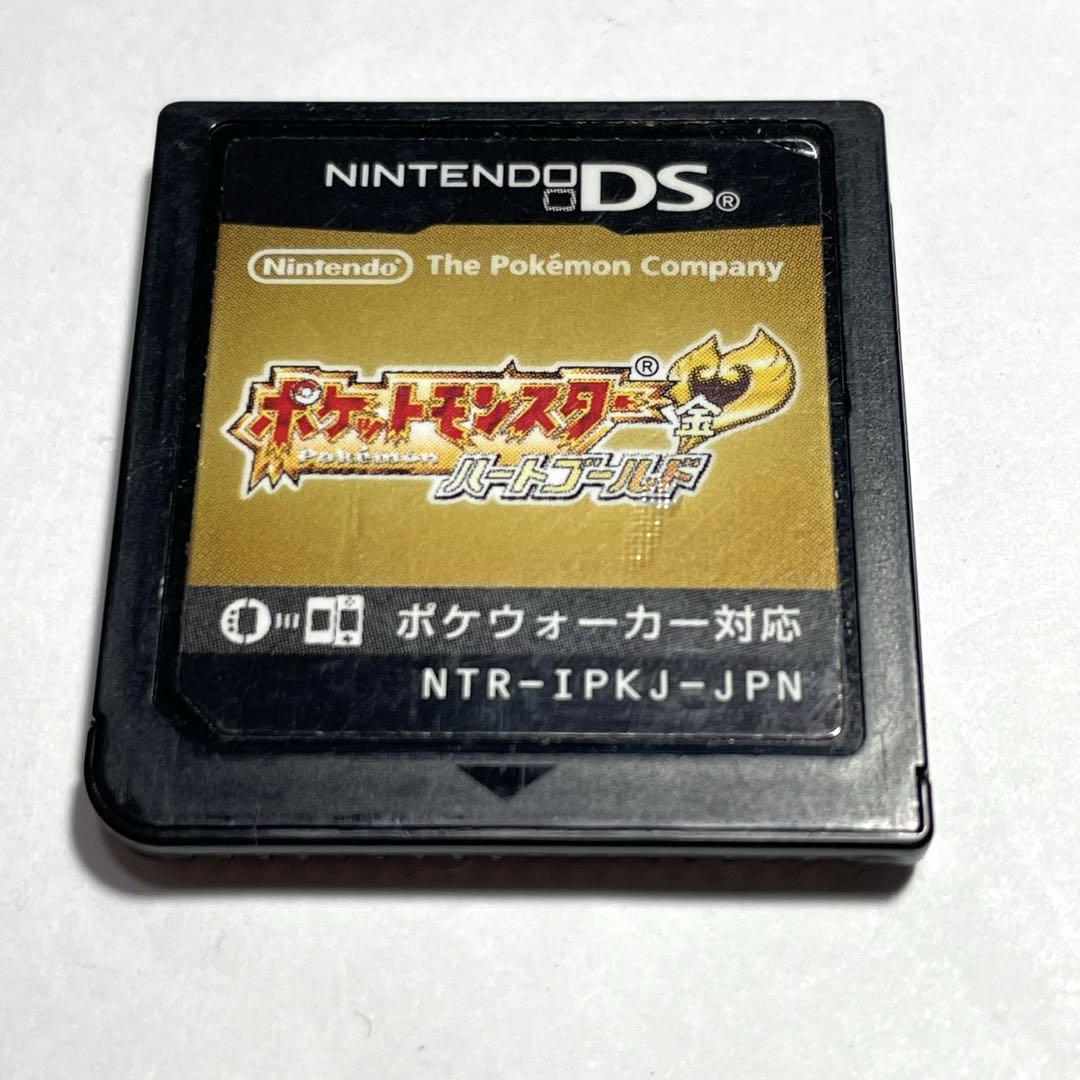 NINTENDO DS®
Nintendo® The Pokémon Company
ポケットモンスター®
金
Pokémon
ハートゴールド
ポケウォーカー対応
NTR-IPKJ-JPN